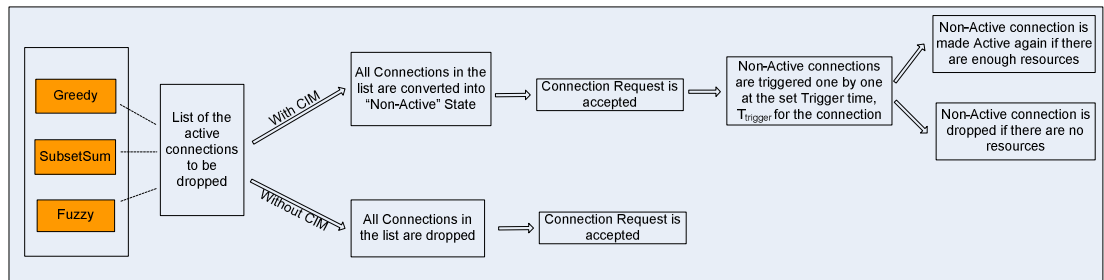 Greedy
SubsetSum
Fuzzy
List of the
active
connections
to be
dropped
With CIM
Without CIM
All Connections in the
list are converted into
“Non-Active” State
Connection Request is
accepted
Non-Active connections
are triggered one by one
at the set Trigger time,
Ttrigger for the connection
Non-Active connection is
made Active again if there
are enough resources
Non-Active connection is
dropped if there are no
resources
All Connections in
the list are dropped
Connection Request is
accepted